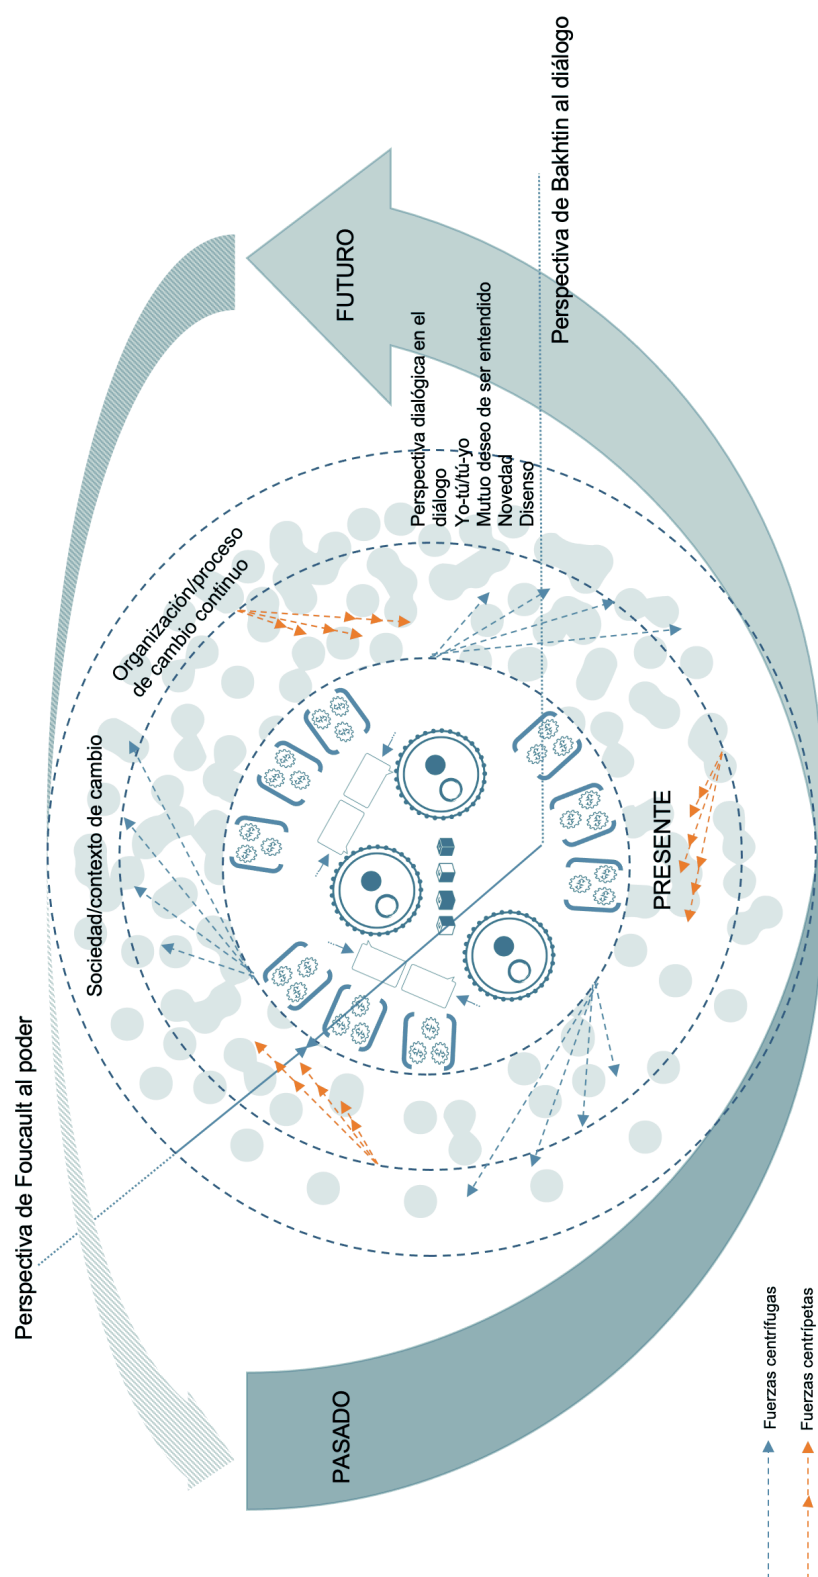 Perspectiva de Foucault al poder
Sociedad/contexto de cambio
Organización/proceso
de cambio continuo
PASADO
PRESENTE
FUTURO
Perspectiva dialógica en el
diálogo
Yo-tú/tú-yo
Mutuo deseo de ser entendido
Novedad
Disenso
Perspectiva de Bakhtin al diálogo
Fuerzas centrífugas
Fuerzas centrípetas